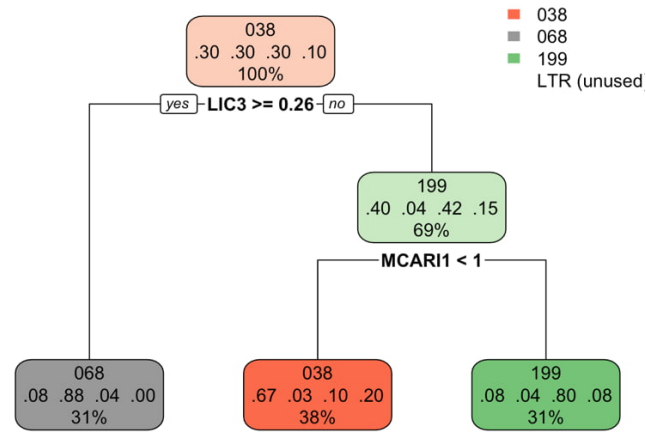 038
.30 .30 .30 .10
100%
yes LIC3 >= 0.26 no
038
068
199
LTR (unused)
199
.40 .04 .42 .15
69%
MCARI1 < 1
068
.08 .88 .04 .00
31%
038
.67 .03 .10 .20
38%
199
.08 .04 .80 .08
31%